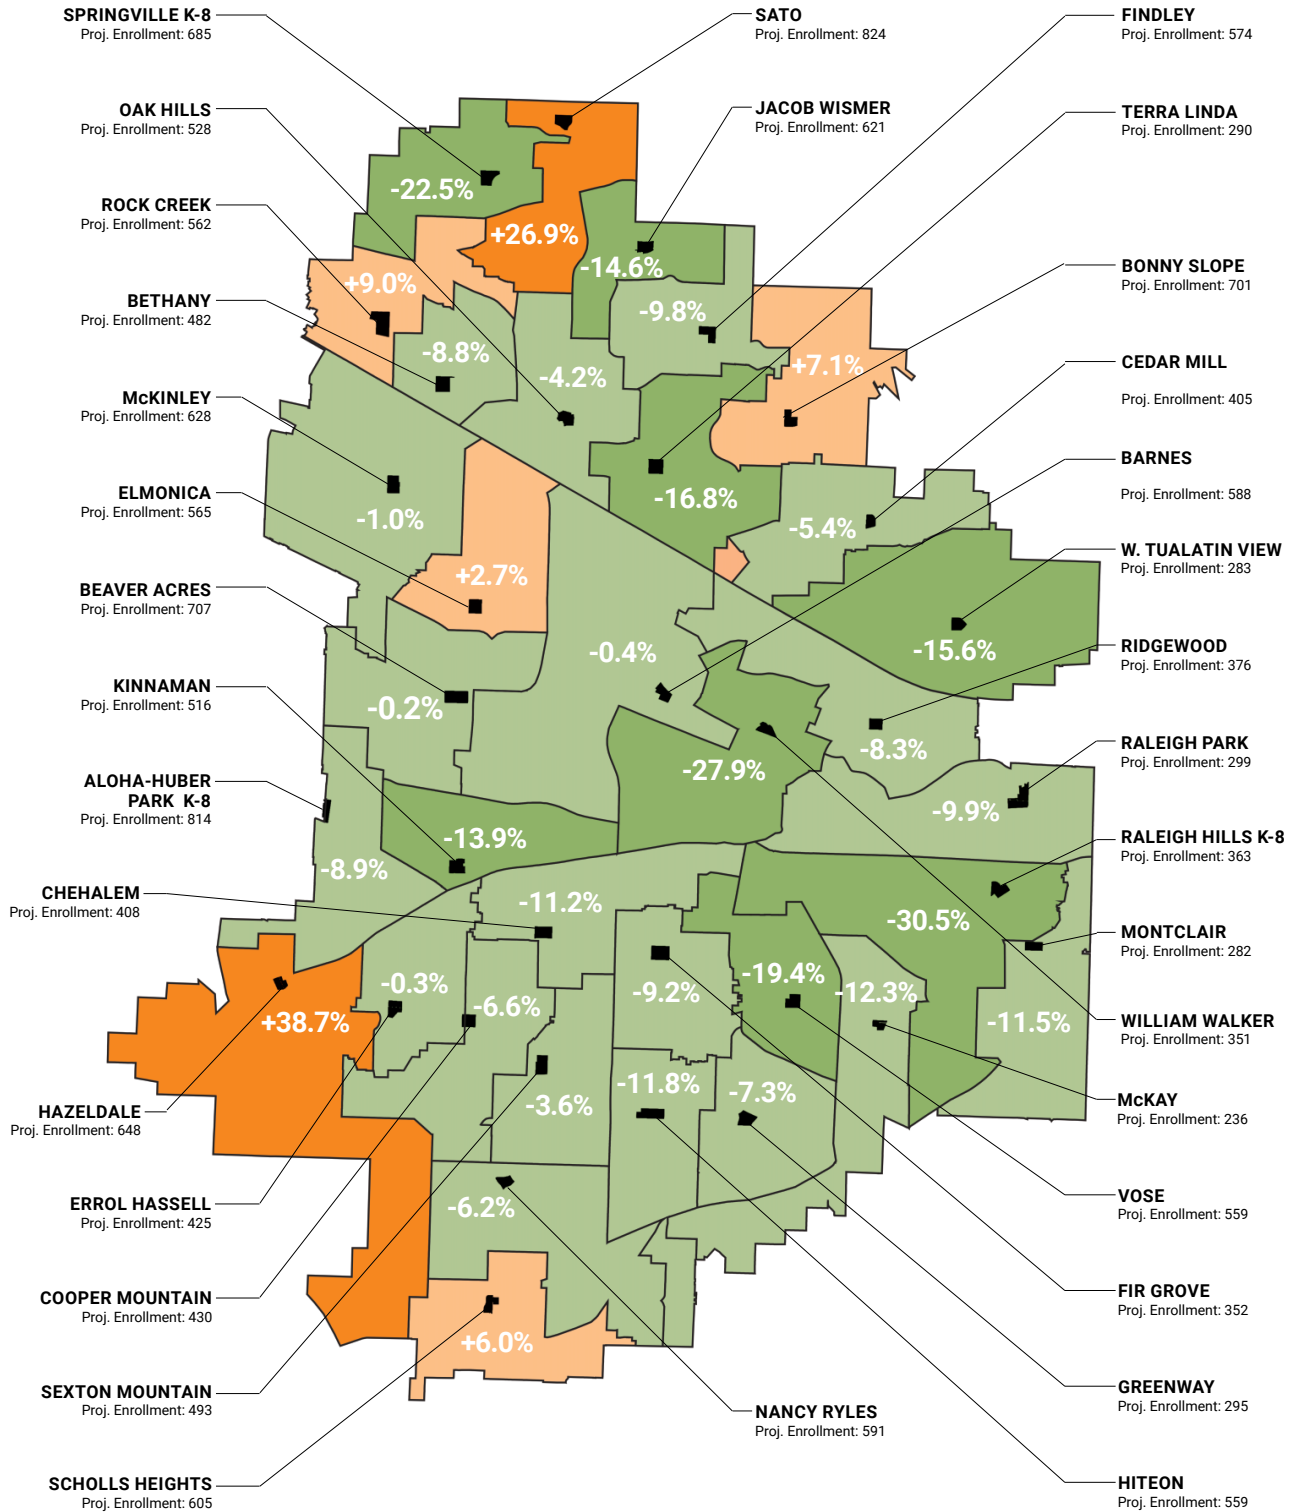 SPRINGVILLE K-8
Proj. Enrollment: 685
SATO
Proj. Enrollment: 824
FINDLEY
Proj. Enrollment: 574
OAK HILLS
Proj. Enrollment: 528
JACOB WISMER
Proj. Enrollment: 621
TERRA LINDA
Proj. Enrollment: 290
ROCK CREEK
Proj. Enrollment: 562
BONNY SLOPE
Proj. Enrollment: 701
BETHANY
Proj. Enrollment: 482
CEDAR MILL
Proj. Enrollment: 405
McKINLEY
Proj. Enrollment: 628
BARNES
Proj. Enrollment: 588
ELMONICA
Proj. Enrollment: 565
W. TUALATIN VIEW
Proj. Enrollment: 283
BEAVER ACRES
Proj. Enrollment: 707
RIDGEWOOD
Proj. Enrollment: 376
KINNAMAN
Proj. Enrollment: 516
RALEIGH PARK
Proj. Enrollment: 299
ALOHA-HUBER
PARK K-8
Proj. Enrollment: 814
RALEIGH HILLS K-8
Proj. Enrollment: 363
CHEHALEM
Proj. Enrollment: 408
MONTCLAIR
Proj. Enrollment: 282
WILLIAM WALKER
Proj. Enrollment: 351
HAZELDALE
Proj. Enrollment: 648
McKAY
Proj. Enrollment: 236
ERROL HASSELL
Proj. Enrollment: 425
VOSE
Proj. Enrollment: 559
COOPER MOUNTAIN
Proj. Enrollment: 430
FIR GROVE
Proj. Enrollment: 352
SEXTON MOUNTAIN
Proj. Enrollment: 493
GREENWAY
Proj. Enrollment: 295
NANCY RYLES
Proj. Enrollment: 591
SCHOLLS HEIGHTS
Proj. Enrollment: 605
HITEON
Proj. Enrollment: 559
-22.5%
+26.9%
-14.6%
+9.0%
-9.8%
-8.8%
+7.1%
-4.2%
-16.8%
-1.0%
-5.4%
+2.7%
-0.4%
-15.6%
-0.2%
-8.3%
-27.9%
-9.9%
-13.9%
-8.9%
-11.2%
-30.5%
-0.3%
-6.6%
-9.2%
-19.4%
-12.3%
+38.7%
-11.5%
-3.6%
-11.8%
-7.3%
-6.2%
+6.0%